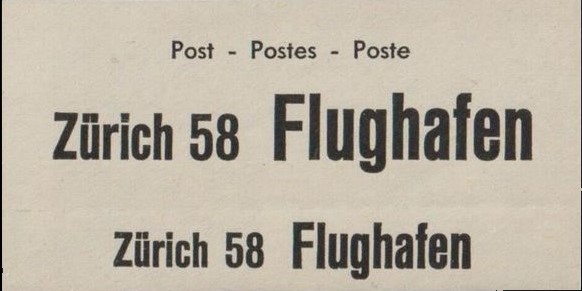 Post - Postes - Poste
Zürich 58 Flughafen
Zürich 58 Flughafen